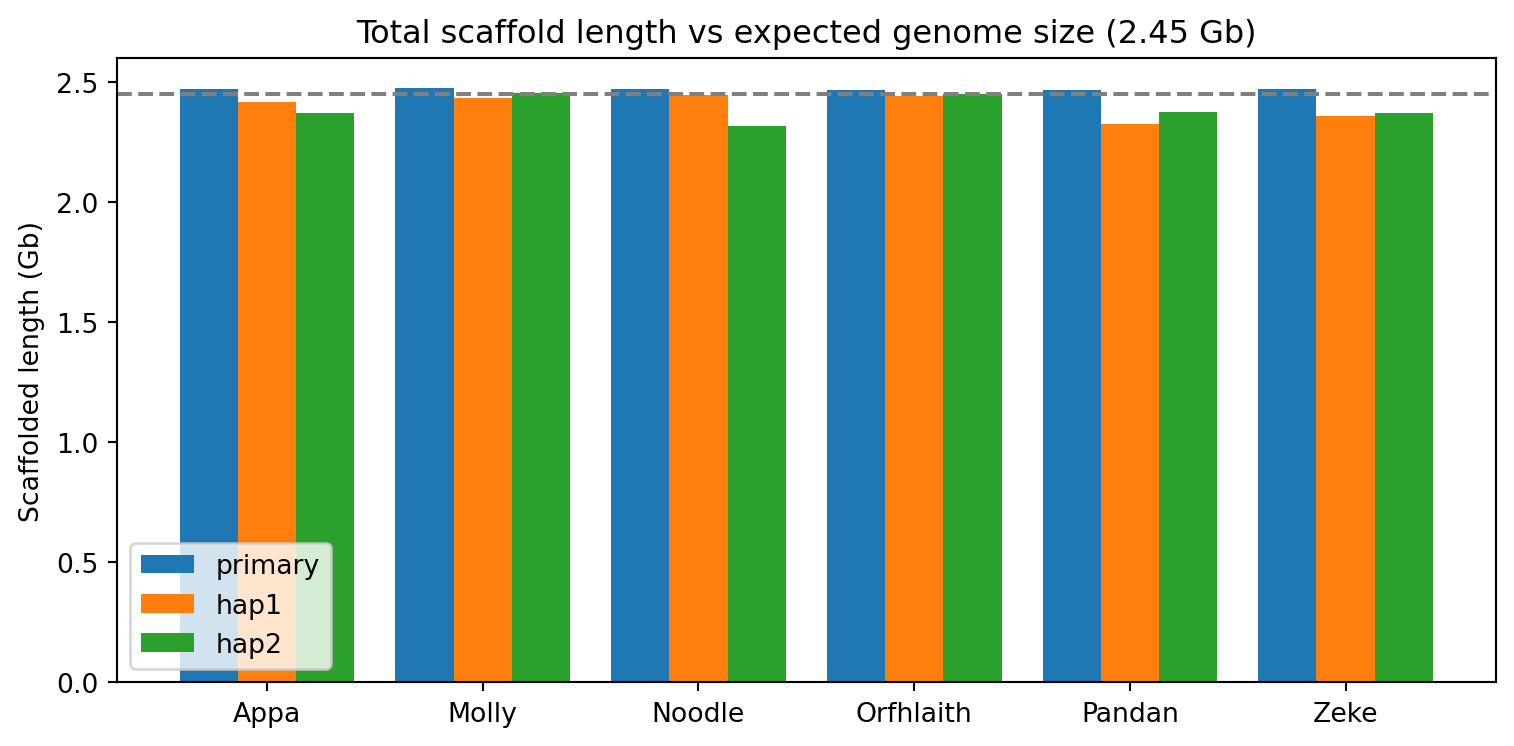 Total scaffold length vs expected genome size (2.45 Gb)
Scaffolded length (Gb)
2.5
2.0
1.5
1.0
0.5
0.0
primary
hap1
hap2
Appa Molly Noodle Orfhlaith Pandan Zeke